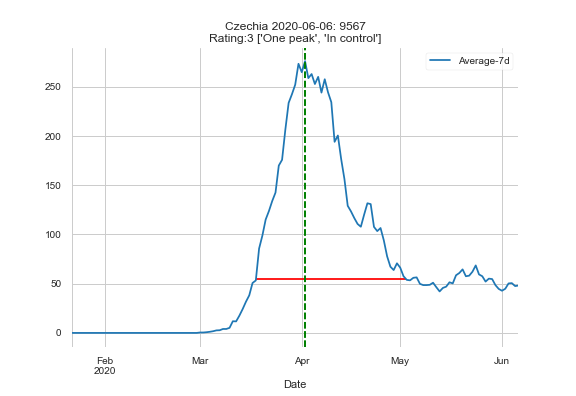 Czechia 2020-06-06: 9567
Rating:3 ['One peak', 'In control']
Average-7d
250
200
150
100
50
0
Feb
2020
Mar
Apr
May
Jun
Date